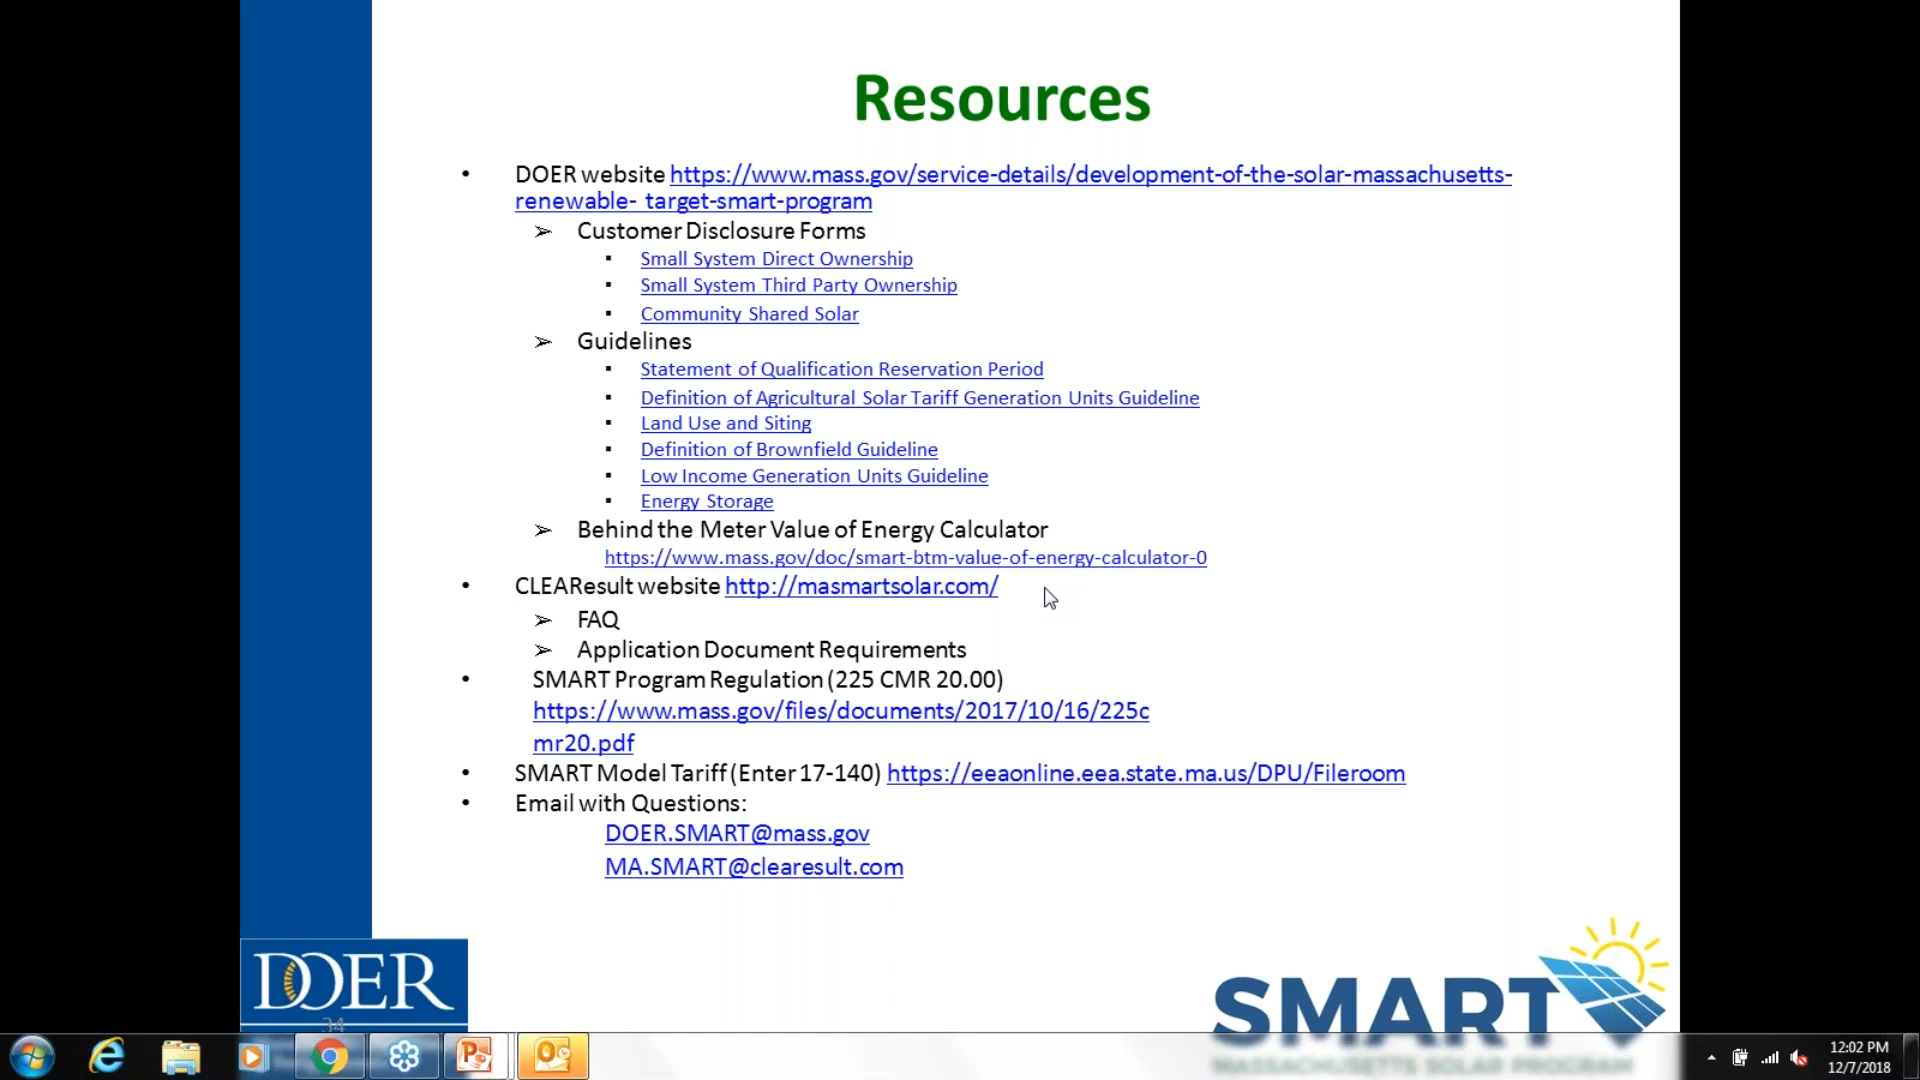 Resources
• DOER website https://www.mass.gov/service-details/development-of-the-solar-massachusetts-
renewable- target-smart-program
➢ Customer Disclosure Forms
▪ Small System Direct Ownership
▪ Small System Third Party Ownership
▪ Community Shared Solar
➢ Guidelines
▪ Statement of Qualification Reservation Period
▪ Definition of Agricultural Solar Tariff Generation Units Guideline
▪ Land Use and Siting
▪ Definition of Brownfield Guideline
▪ Low Income Generation Units Guideline
▪ Energy Storage
➢ Behind the Meter Value of Energy Calculator
https://www.mass.gov/doc/smart-btm-value-of-energy-calculator-0
• CLEAResult website http://masmartsolar.com/
➢ FAQ
➢ Application Document Requirements
• SMART Program Regulation (225 CMR 20.00)
https://www.mass.gov/files/documents/2017/10/16/225c
mr20.pdf
• SMART Model Tariff (Enter 17-140) https://eeaonline.eea.state.ma.us/DPU/Fileroom
• Email with Questions:
DOER.SMART@mass.gov
MA.SMART@clearesult.com
DOER
34
SMART
MASSACHUSETTS SOLAR PROGRAM
12:02 PM
12/7/2018